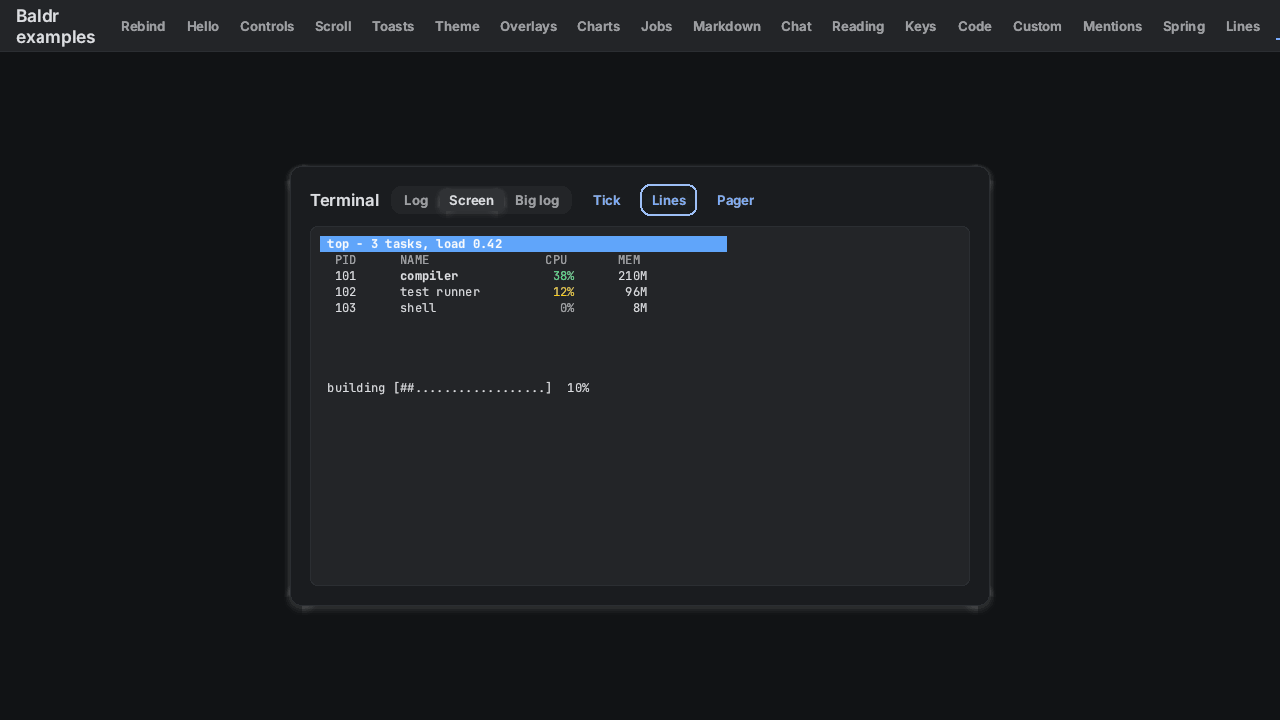 Baldr examples Rebind Hello Controls Scroll Toasts Theme Overlays Charts Jobs Markdown Chat Reading Keys Code Custom Mentions Spring Lines
Terminal Log Screen Big log Tick Lines Pager
top - 3 tasks, load 0.42
PID NAME CPU MEM
101 compiler 38% 210M
102 test runner 12% 96M
103 shell 0% 8M
building [##..................] 10%